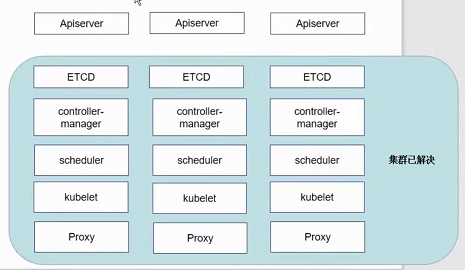 Apiserver Apiserver Apiserver
ETCD ETCD ETCD
controller- controller- controller-
manager manager manager
scheduler scheduler scheduler 集群已解决
kubelet kubelet kubelet
Proxy Proxy Proxy